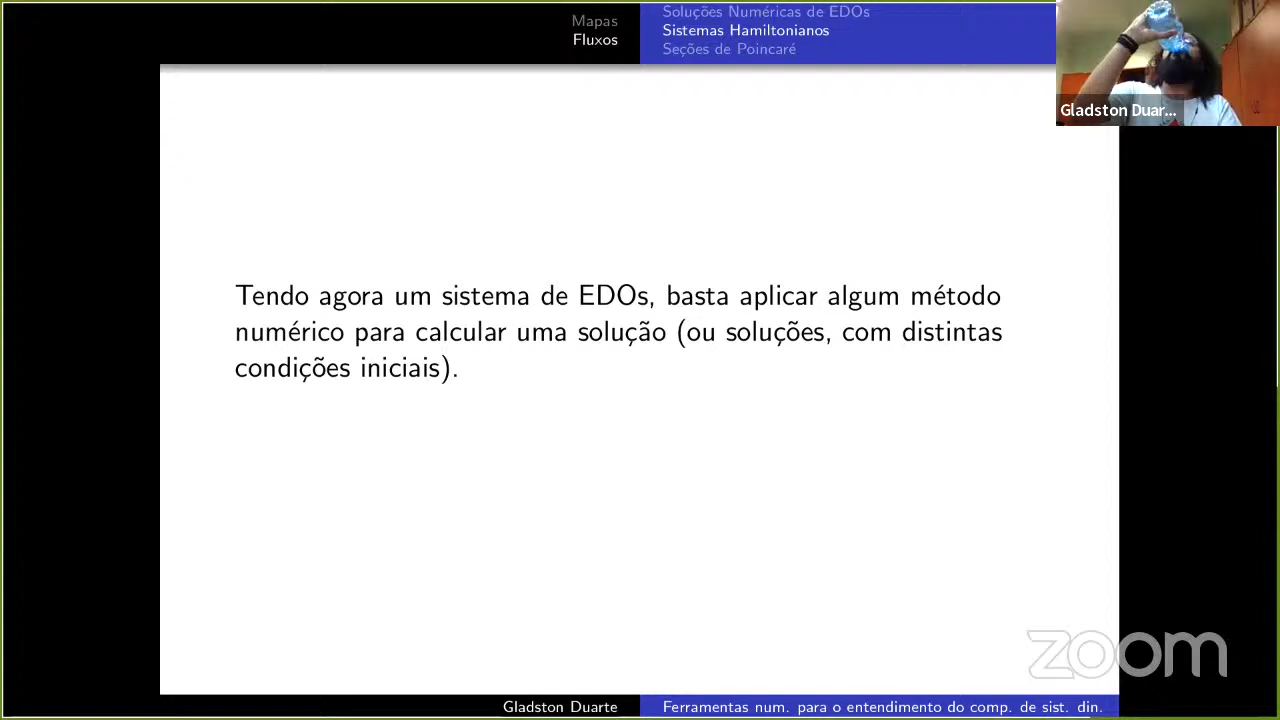 Mapas
Fluxos
Soluções Numéricas de EDOs
Sistemas Hamiltonianos
Seções de Poincaré
Gladston Duar...
Tendo agora um sistema de EDOs, basta aplicar algum método
numérico para calcular uma solução (ou soluções, com distintas
condições iniciais).
zoom
Gladston Duarte
Ferramentas num. para o entendimento do comp. de sist. din.